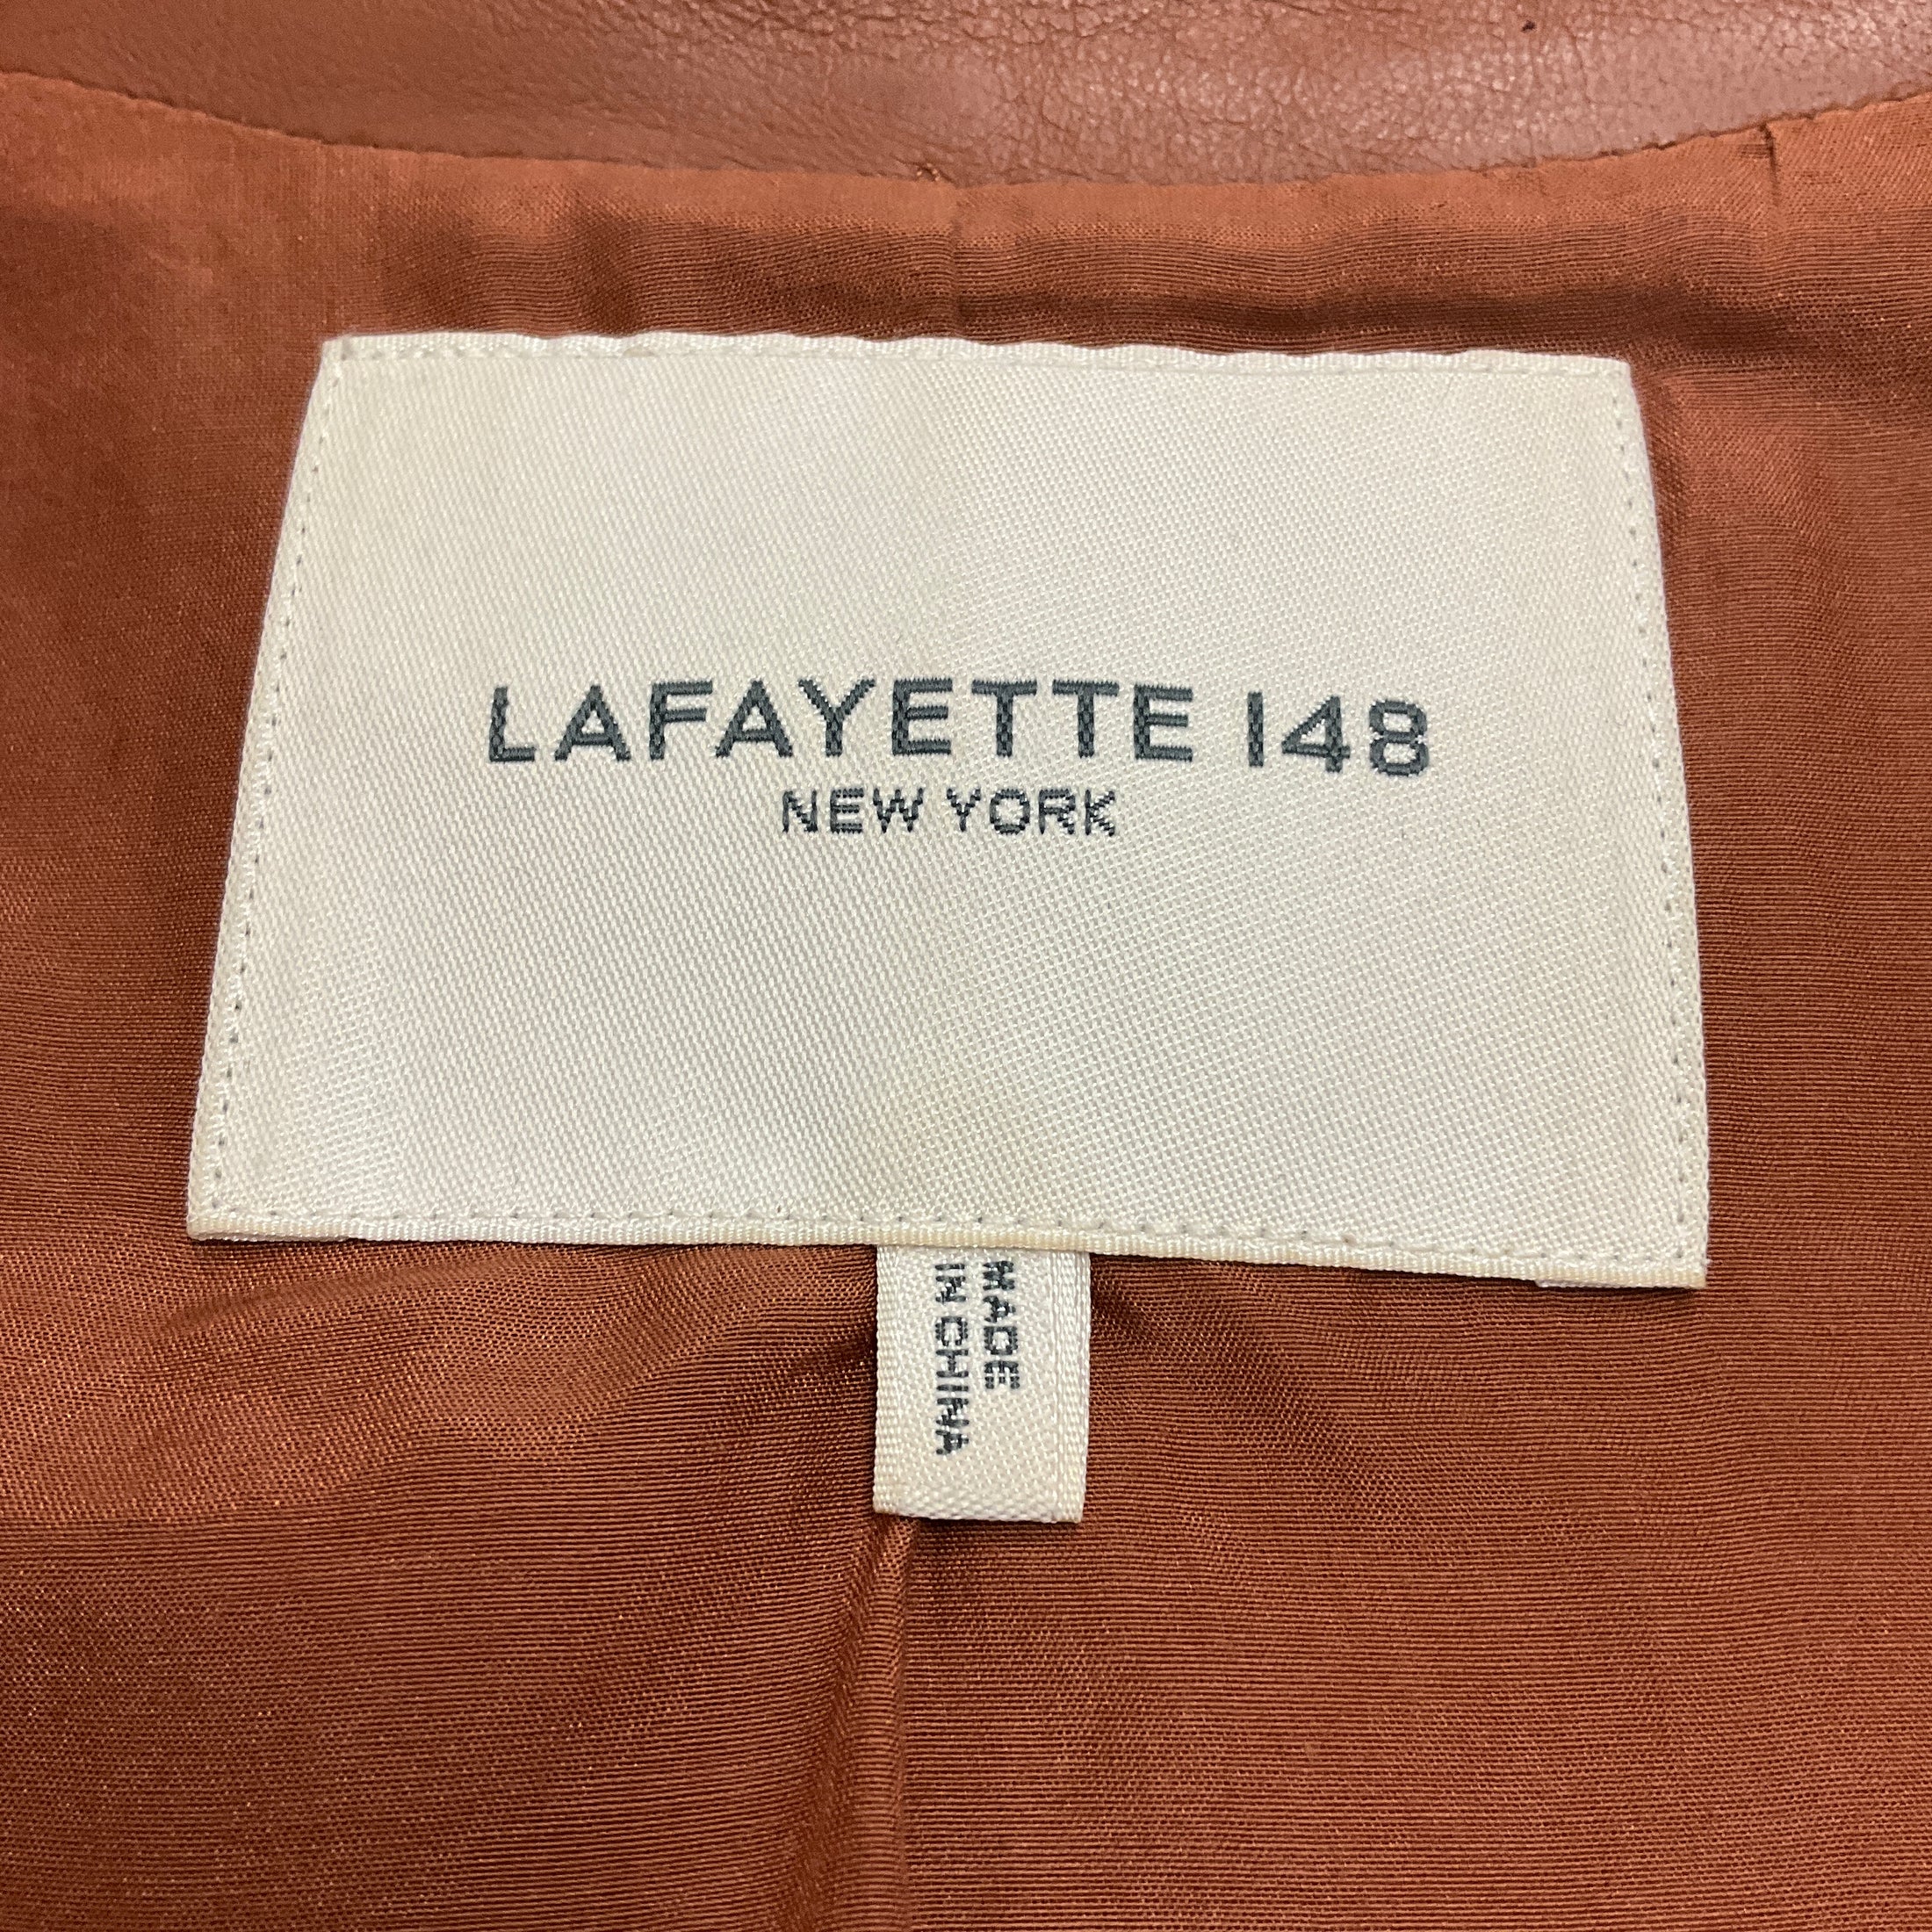 LAFAYETTE 148
NEW YORK
MADE
IN CHINA